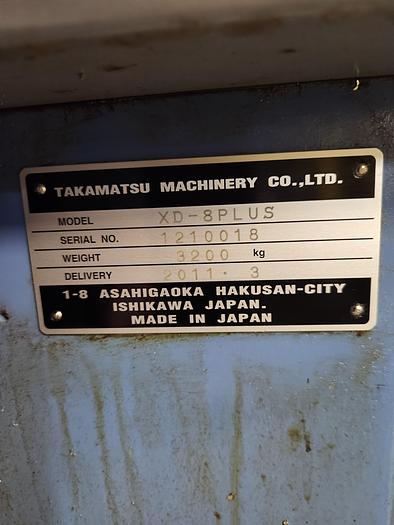 TAKAMATSU MACHINERY CO.,LTD.
MODEL XD-8PLUS
SERIAL NO. 1210018
WEIGHT 3200 kg
DELIVERY 2011・3
1-8 ASAHIGAOKA HAKUSAN-CITY
ISHIKAWA JAPAN.
MADE IN JAPAN